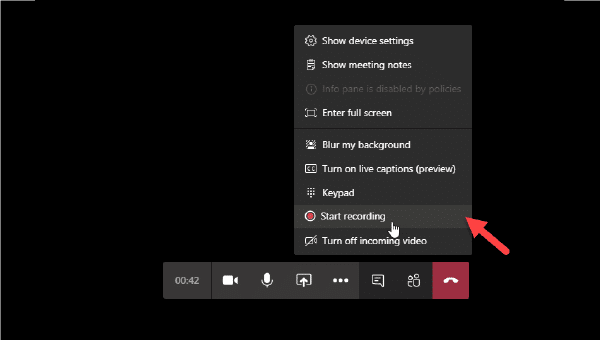 Show device settings
Show meeting notes
Info pane is disabled by policies
Enter full screen
Blur my background
CC Turn on live captions (preview)
Keypad
Start recording
Turn off incoming video
00:42